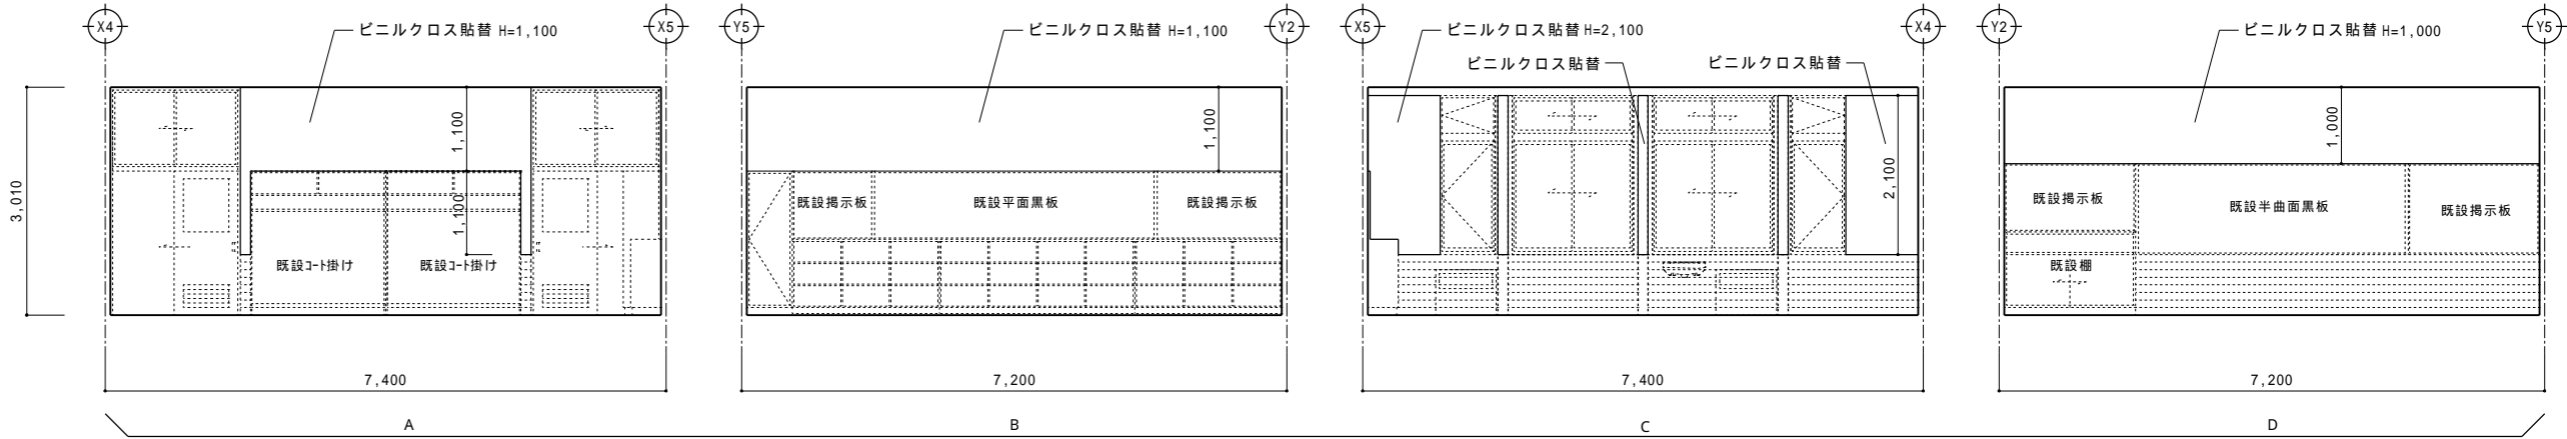 X4
X5
Y5
Y2
X5
X4
Y2
Y5
ビニルクロス貼替 H=1,100
ビニルクロス貼替 H=1,100
ビニルクロス貼替 H=2,100
ビニルクロス貼替 H=1,000
ビニルクロス貼替
ビニルクロス貼替
3,010
1,100
1,100
既設コート掛け
既設コート掛け
7,400
A
1,100
既設掲示板
既設平面黒板
既設掲示板
7,200
B
2,100
7,400
C
1,000
既設掲示板
既設半曲面黒板
既設掲示板
既設棚
7,200
D